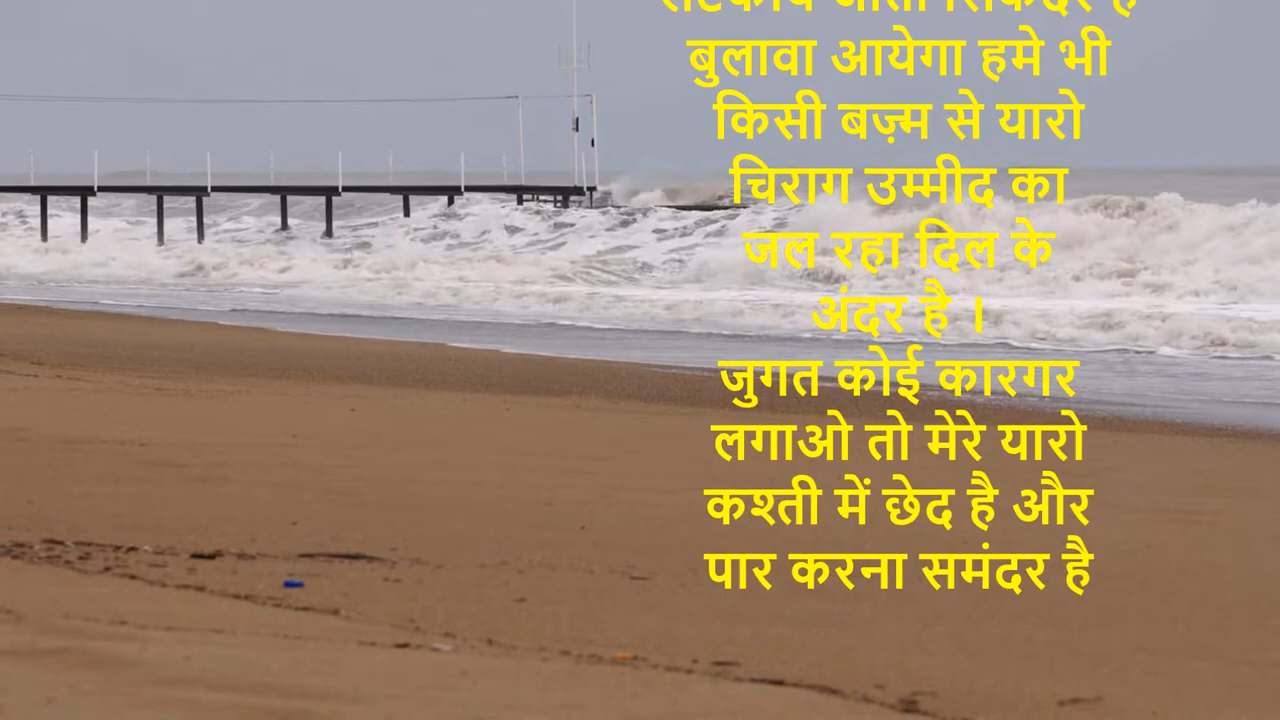 बुलावा आयेगा हमे भी
किसी बज़्म से यारो
चिराग उम्मीद का
जल रहा दिल के
अंदर है ।
जुगत कोई कारगर
लगाओ तो मेरे यारो
कश्ती में छेद है और
पार करना समंदर है